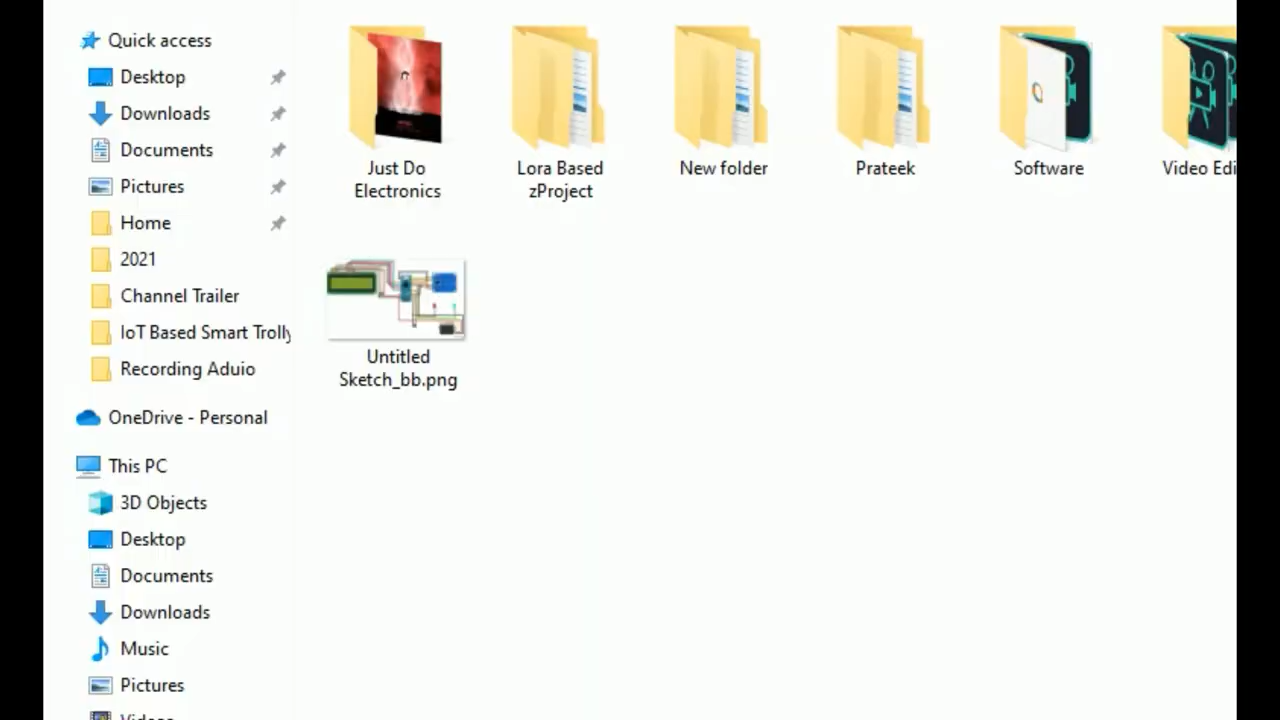 Quick access
Desktop
Downloads
Documents
Pictures
Home
2021
Channel Trailer
IoT Based Smart Trolly
Recording Aduio
OneDrive - Personal
This PC
3D Objects
Desktop
Documents
Downloads
Music
Pictures
Videos
Just Do
Electronics
Lora Based
zProject
New folder
Prateek
Software
Video Edi
Untitled
Sketch_bb.png